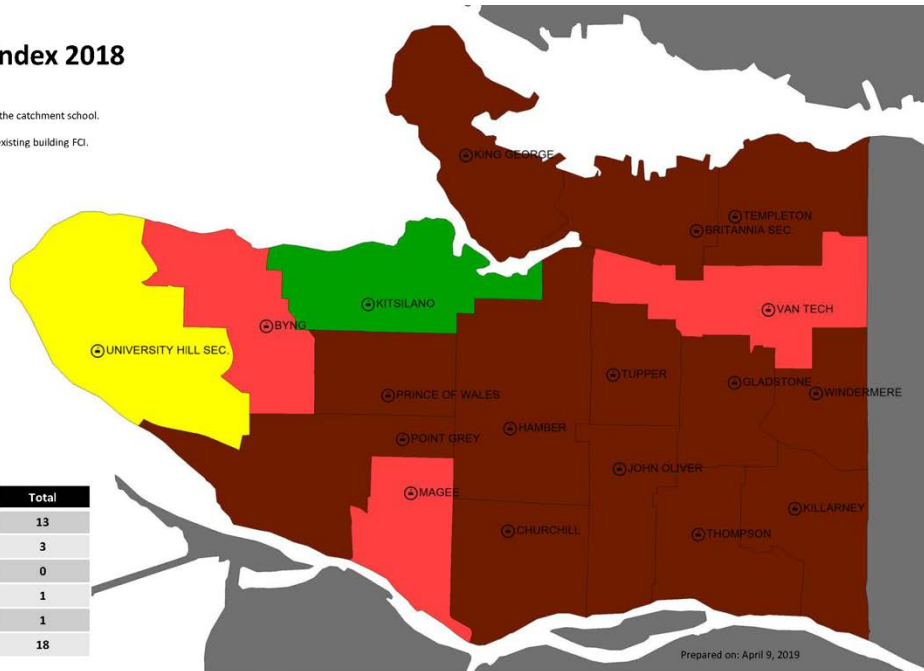 ndex 2018
the catchment school.
existing building FCI.
KING GEORGE
TEMPLETON
BRITANNIA SEC.
KITSILANO
VAN TECH
BYNG
UNIVERSITY HILL SEC.
TUPPER
GLADSTONE
PRINCE OF WALES
WINDERMERE
HAMBER
POINT GREY
JOHN OLIVER
MAGEE
KILLARNEY
CHURCHILL
THOMPSON
Total
13
3
0
1
1
18
Prepared on: April 9, 2019